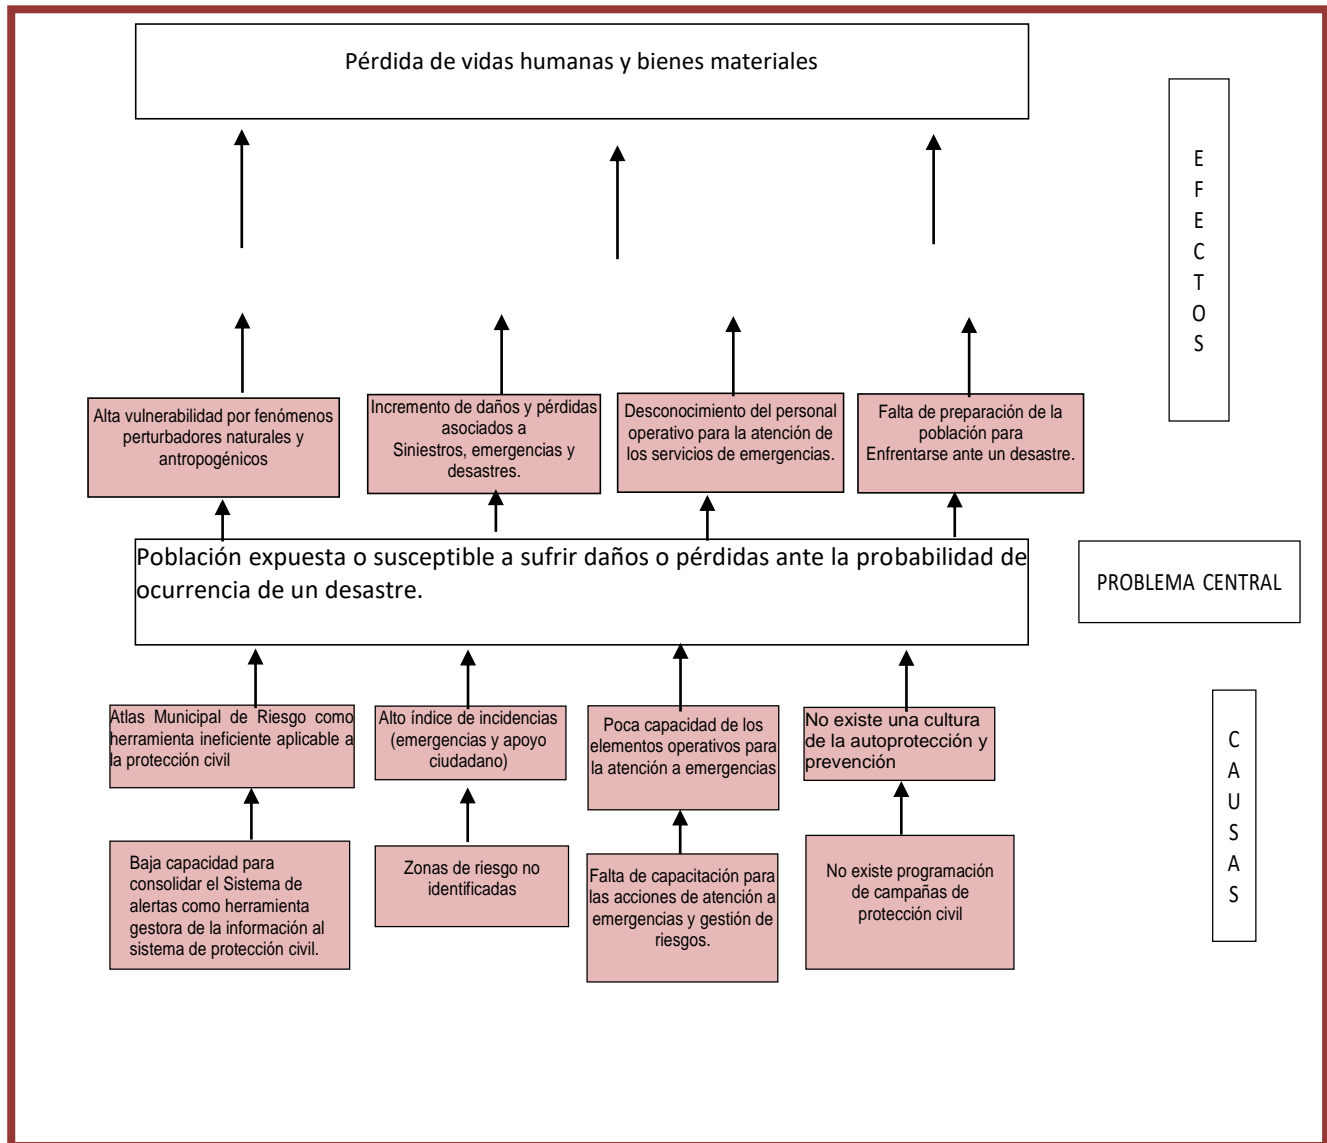 Pérdida de vidas humanas y bienes materiales
E
F
E
C
T
O
S
Alta vulnerabilidad por fenómenos
perturbadores naturales y
antropogénicos
Incremento de daños y pérdidas
asociados a
Siniestros, emergencias y
desastres.
Desconocimiento del personal
operativo para la atención de
los servicios de emergencias.
Falta de preparación de la
población para
Enfrentarse ante un desastre.
Población expuesta o susceptible a sufrir daños o pérdidas ante la probabilidad de
ocurrencia de un desastre.
PROBLEMA CENTRAL
Atlas Municipal de Riesgo como
herramienta ineficiente aplicable a
la protección civil
Alto índice de incidencias
(emergencias y apoyo
ciudadano)
Poca capacidad de los
elementos operativos para
la atención a emergencias
No existe una cultura
de la autoprotección y
prevención
C
A
U
S
A
S
Baja capacidad para
consolidar el Sistema de
alertas como herramienta
gestora de la información al
sistema de protección civil.
Zonas de riesgo no
identificadas
Falta de capacitación para
las acciones de atención a
emergencias y gestión de
riesgos.
No existe programación
de campañas de
protección civil